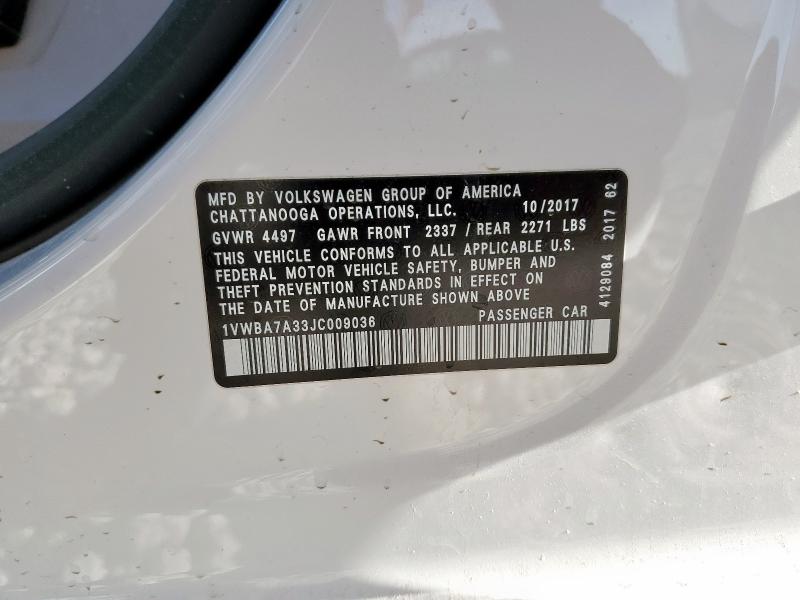 MFD BY VOLKSWAGEN GROUP OF AMERICA
CHATTANOOGA OPERATIONS, LLC. 10/2017
GVWR 4497 GAWR FRONT 2337 / REAR 2271 LBS
THIS VEHICLE CONFORMS TO ALL APPLICABLE U.S.
FEDERAL MOTOR VEHICLE SAFETY, BUMPER AND
THEFT PREVENTION STANDARDS IN EFFECT ON
THE DATE OF MANUFACTURE SHOWN ABOVE
1VWBA7A33JC009036 PASSENGER CAR
4129084 2017 62